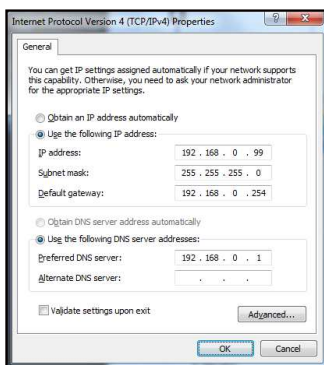 Internet Protocol Version 4 (TCP/IPv4) Properties
General
You can get IP settings assigned automatically if your network supports
this capability. Otherwise, you need to ask your network administrator
for the appropriate IP settings.
Obtain an IP address automatically
Use the following IP address:
IP address: 192 . 168 . 0 . 99
Subnet mask: 255 . 255 . 255 . 0
Default gateway: 192 . 168 . 0 . 254
Obtain DNS server address automatically
Use the following DNS server addresses:
Preferred DNS server: 192 . 168 . 0 . 1
Alternate DNS server: . . .
Validate settings upon exit
Advanced...
OK Cancel